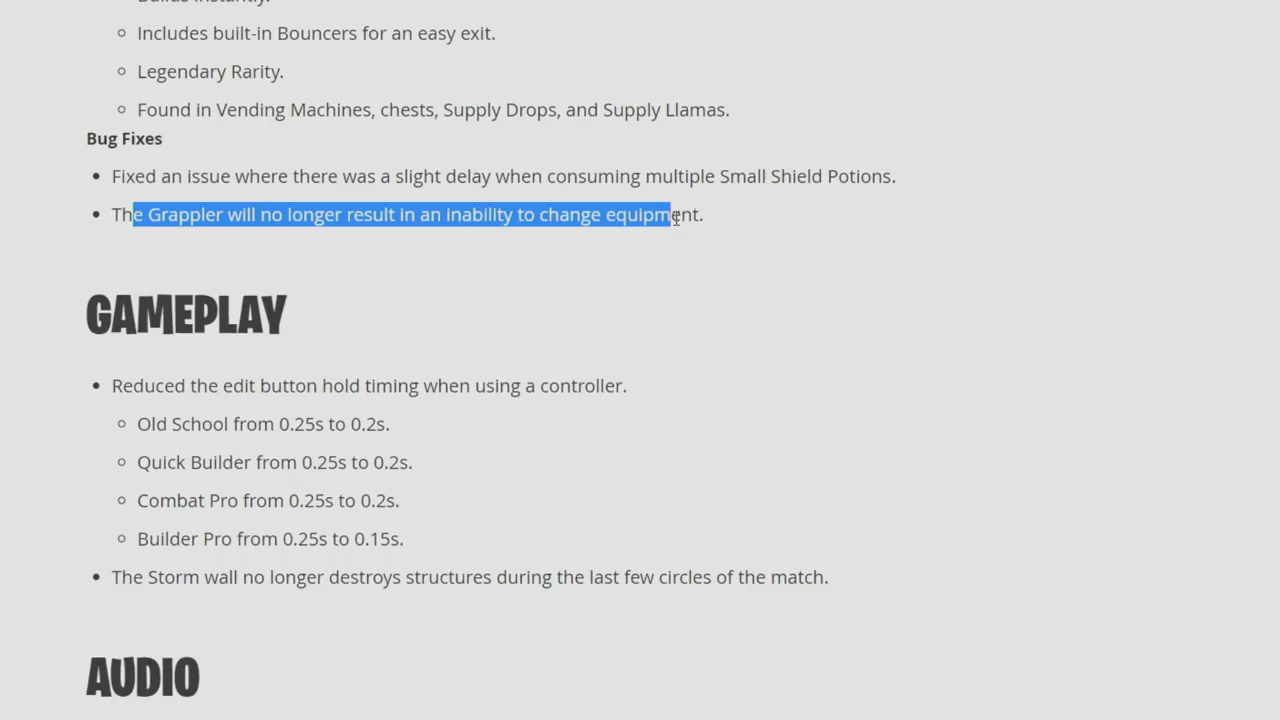 Builds instantly.
Includes built-in Bouncers for an easy exit.
Legendary Rarity.
Found in Vending Machines, chests, Supply Drops, and Supply Llamas.
Bug Fixes
Fixed an issue where there was a slight delay when consuming multiple Small Shield Potions.
The Grappler will no longer result in an inability to change equipment.
GAMEPLAY
Reduced the edit button hold timing when using a controller.
Old School from 0.25s to 0.2s.
Quick Builder from 0.25s to 0.2s.
Combat Pro from 0.25s to 0.2s.
Builder Pro from 0.25s to 0.15s.
The Storm wall no longer destroys structures during the last few circles of the match.
AUDIO